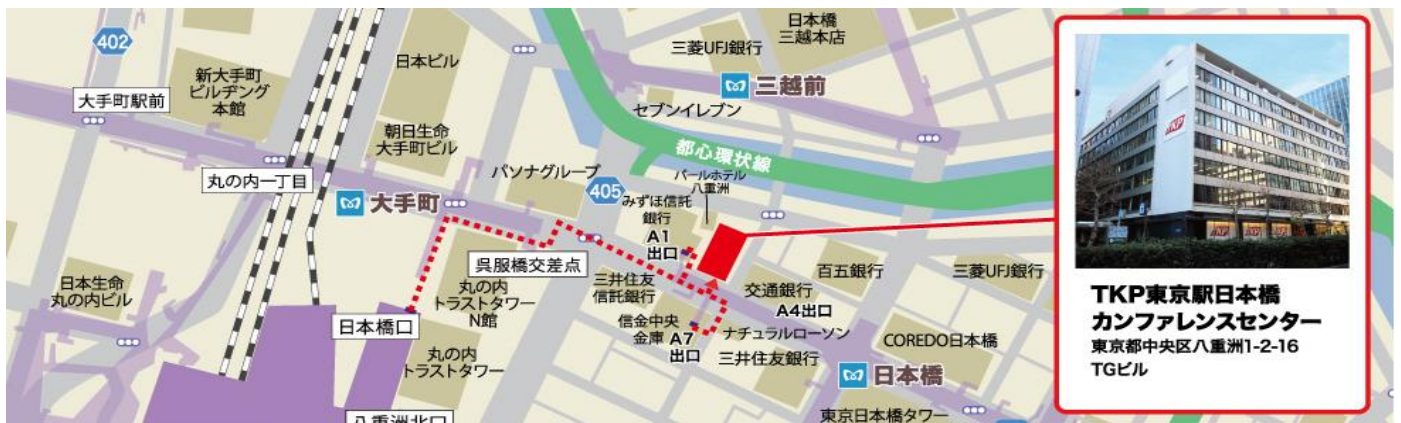 402
日本ビル
三菱UFJ銀行
日本橋
三越本店
新大手町
ビルヂング
本館
大手町駅前
三越前
セブンイレブン
朝日生命
大手町ビル
都心環状線
丸の内一丁目
パソナグループ
405
パールホテル
八重洲
大手町
みずほ信託
銀行
A1
出口
呉服橋交差点
三井住友
信託銀行
百五銀行
三菱UFJ銀行
日本生命
丸の内ビル
丸の内
トラストタワー
N館
交通銀行
A4出口
日本橋口
信金中央
金庫 A7
出口
ナチュラルローソン
三井住友銀行
COREDO日本橋
丸の内
トラストタワー
日本橋
八重洲北口
東京日本橋タワー
TKP
TKP
TKP
TKP東京駅日本橋
カンファレンスセンター
東京都中央区八重洲1-2-16
TGビル